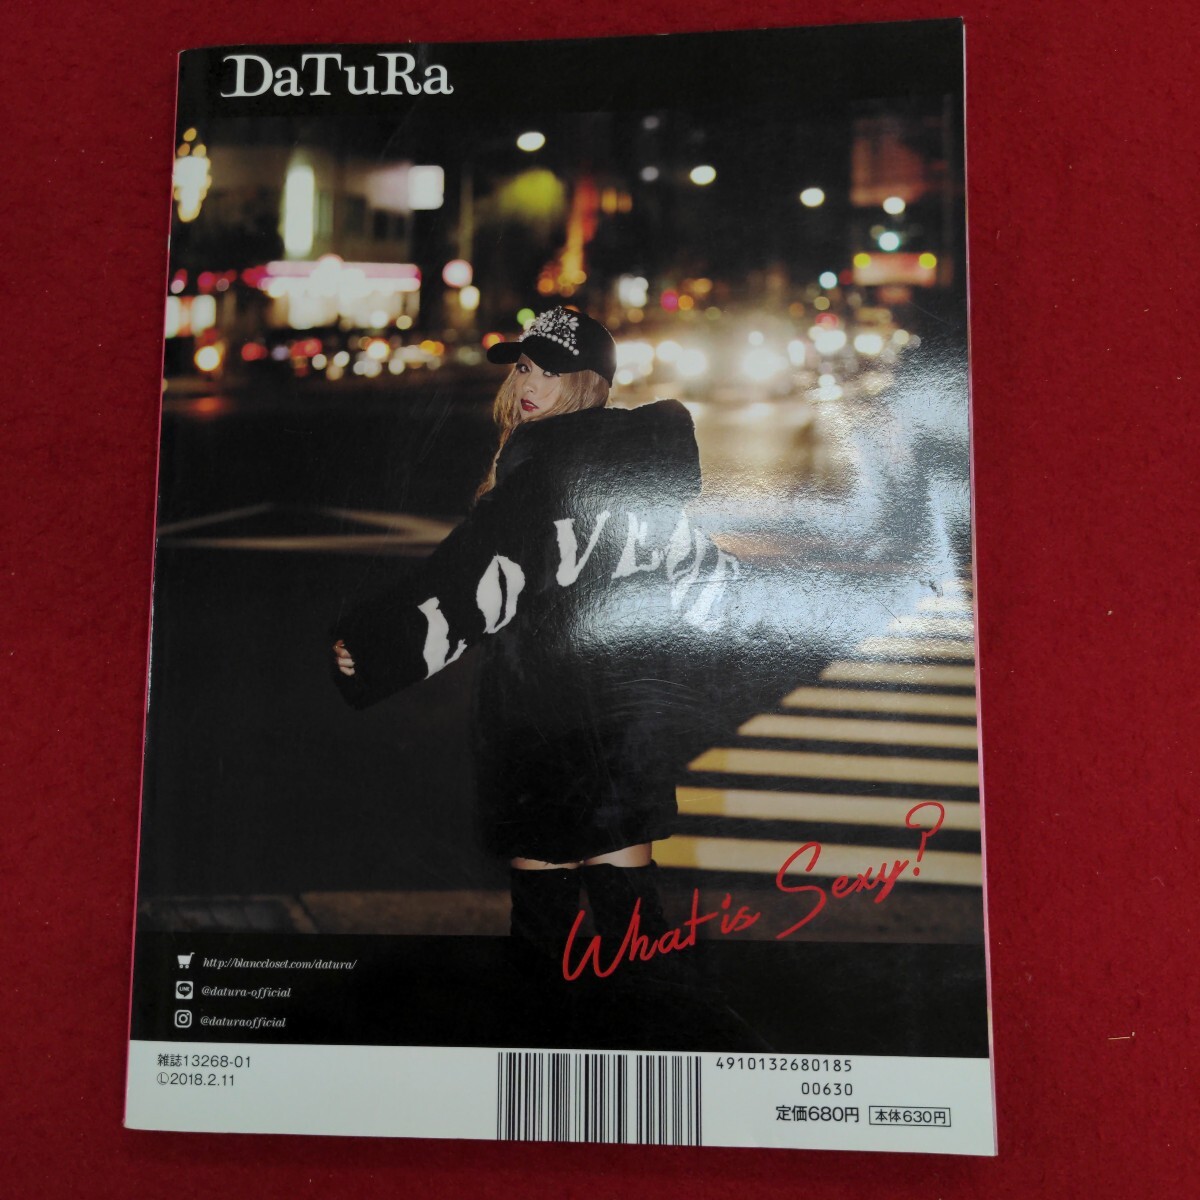 DaTuRa
LOVE
What is Sexy?
http://blanccloset.com/datura/
LINE
@datura-official
@daturaofficial
雑誌13268-01
Ⓛ2018.2.11
4910132680185
00630
定価680円 本体630円